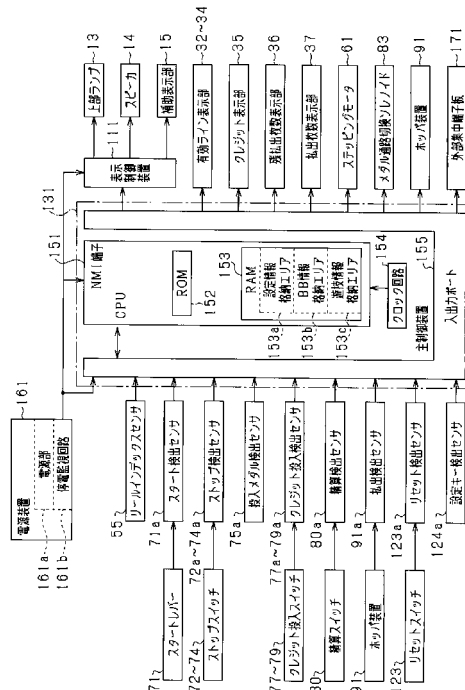 電源装置
電源部
停電監視回路
161
161a
161b
131
151
NMI端子
CPU
ROM
152
RAM
153
設定情報
格納エリア
BB情報
格納エリア
遊技情報
格納エリア
153a
153b
153c
クロック回路
154
主制御装置
155
入出力ポート
表示
制御
装置
111
上部ランプ
13
スピーカ
14
補助表示部
15
有効ライン表示部
32~34
クレジット表示部
35
残払出枚数表示部
36
払出枚数表示部
37
ステッピングモータ
61
メダル通路切換ソレノイド
83
ホッパ装置
91
外部集中端子板
171
55
リールインデックスセンサ
71
スタートレバー
71a
スタート検出センサ
72~74
ストップスイッチ
72a~74a
ストップ検出センサ
75a
投入メダル検出センサ
77~79
クレジット投入スイッチ
77a~79a
クレジット投入検出センサ
80
精算スイッチ
80a
精算検出センサ
91
ホッパ装置
91a
払出検出センサ
123
リセットスイッチ
123a
リセット検出センサ
124a
設定キー検出センサ